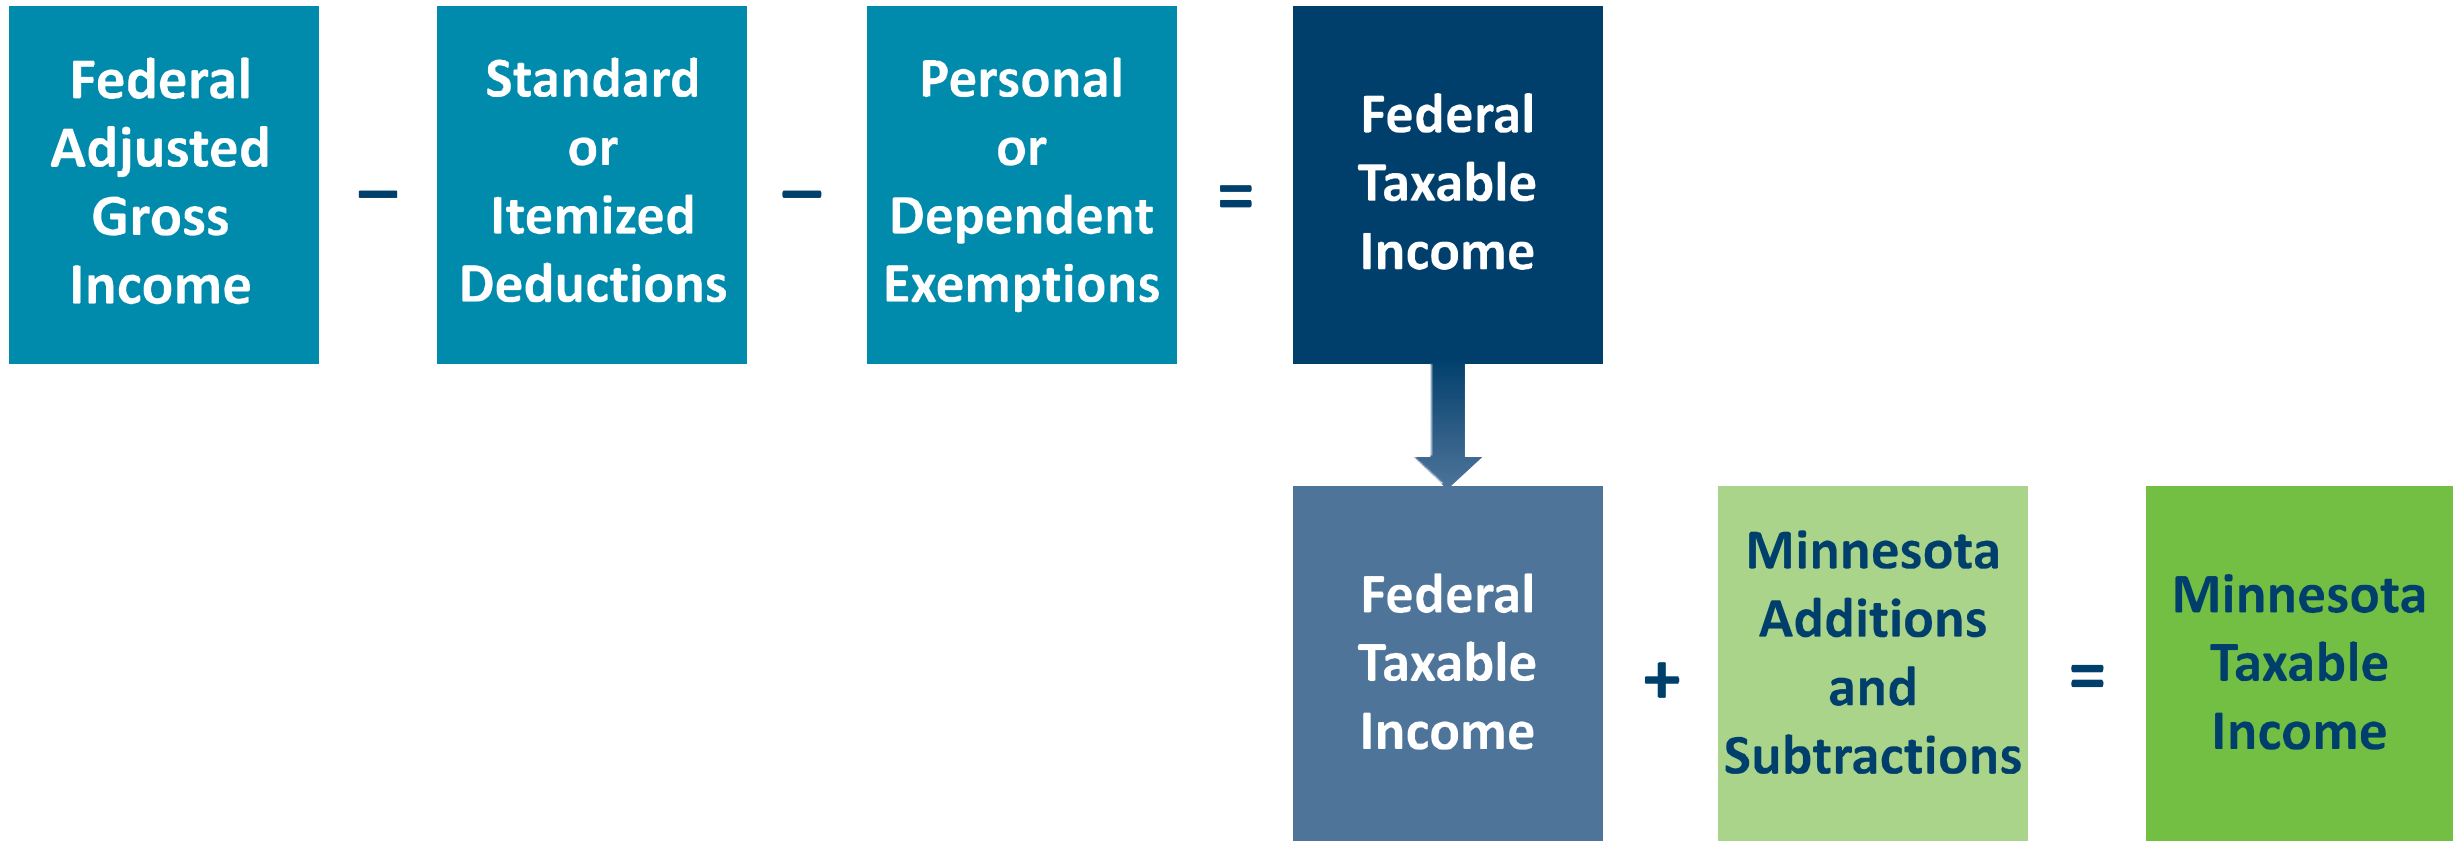 Federal
Adjusted
Gross
Income
–
Standard
or
Itemized
Deductions
–
Personal
or
Dependent
Exemptions
=
Federal
Taxable
Income
Federal
Taxable
Income
+
Minnesota
Additions
and
Subtractions
=
Minnesota
Taxable
Income